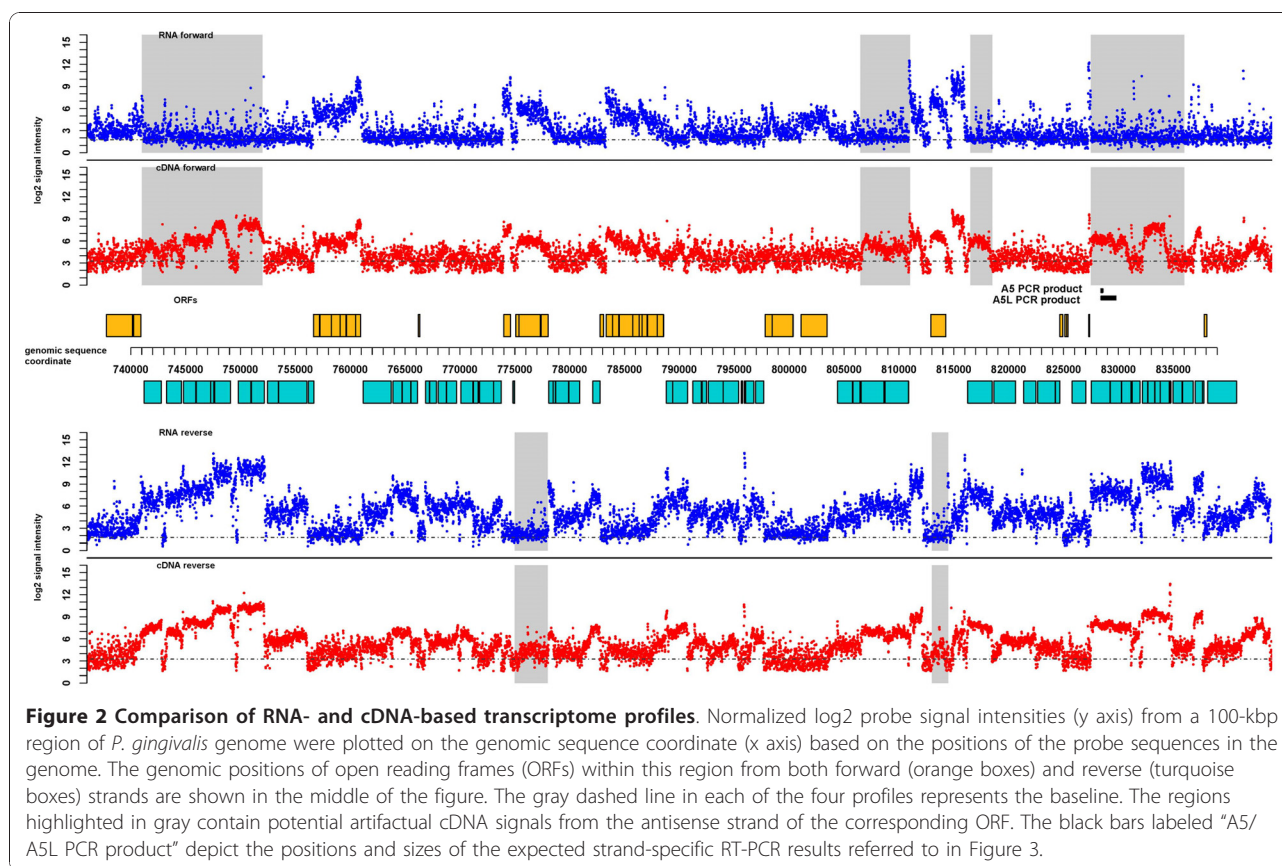 RNA forward
15
12
9
6
3
0
log2 signal intensity
cDNA forward
15
12
9
6
3
0
A5 PCR product
A5L PCR product
ORFs
genomic sequence
coordinate
740000 745000 750000 755000 760000 765000 770000 775000 780000 785000 790000 795000 800000 805000 810000 815000 820000 825000 830000 835000
RNA reverse
15
12
9
6
3
0
log2 signal intensity
cDNA reverse
15
12
9
6
3
0
Figure 2 Comparison of RNA- and cDNA-based transcriptome profiles. Normalized log2 probe signal intensities (y axis) from a 100-kbp
region of P. gingivalis genome were plotted on the genomic sequence coordinate (x axis) based on the positions of the probe sequences in the
genome. The genomic positions of open reading frames (ORFs) within this region from both forward (orange boxes) and reverse (turquoise
boxes) strands are shown in the middle of the figure. The gray dashed line in each of the four profiles represents the baseline. The regions
highlighted in gray contain potential artifactual cDNA signals from the antisense strand of the corresponding ORF. The black bars labeled "A5/
A5L PCR product" depict the positions and sizes of the expected strand-specific RT-PCR results referred to in Figure 3.